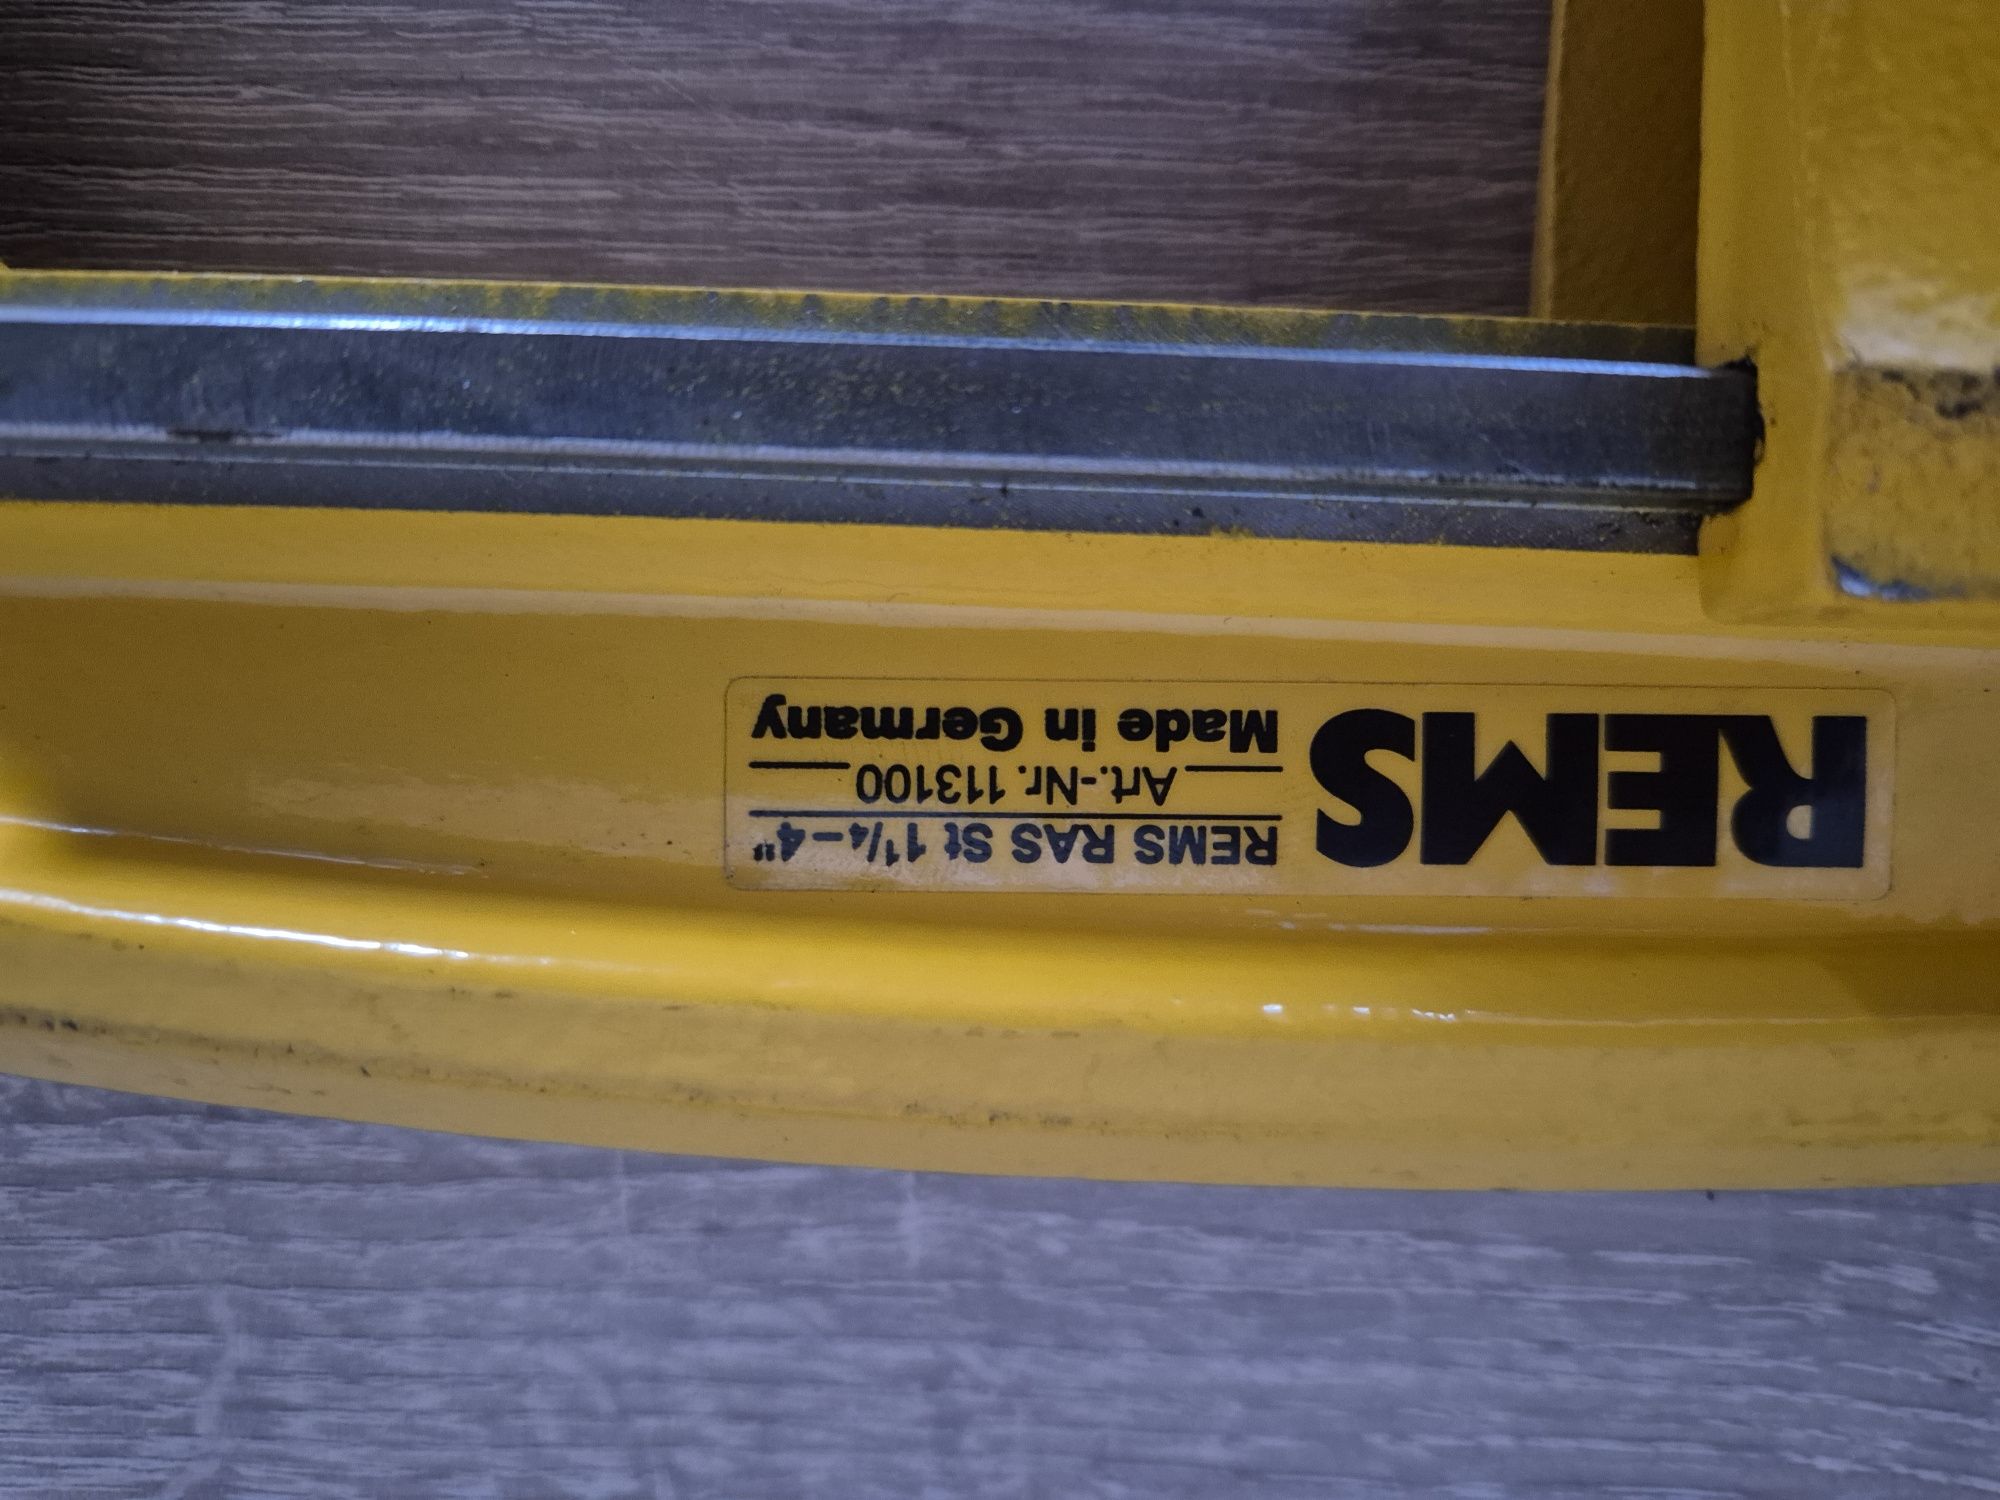 REMS
REMS RAS St 1¼–4"
Art.-Nr. 113100
Made in Germany